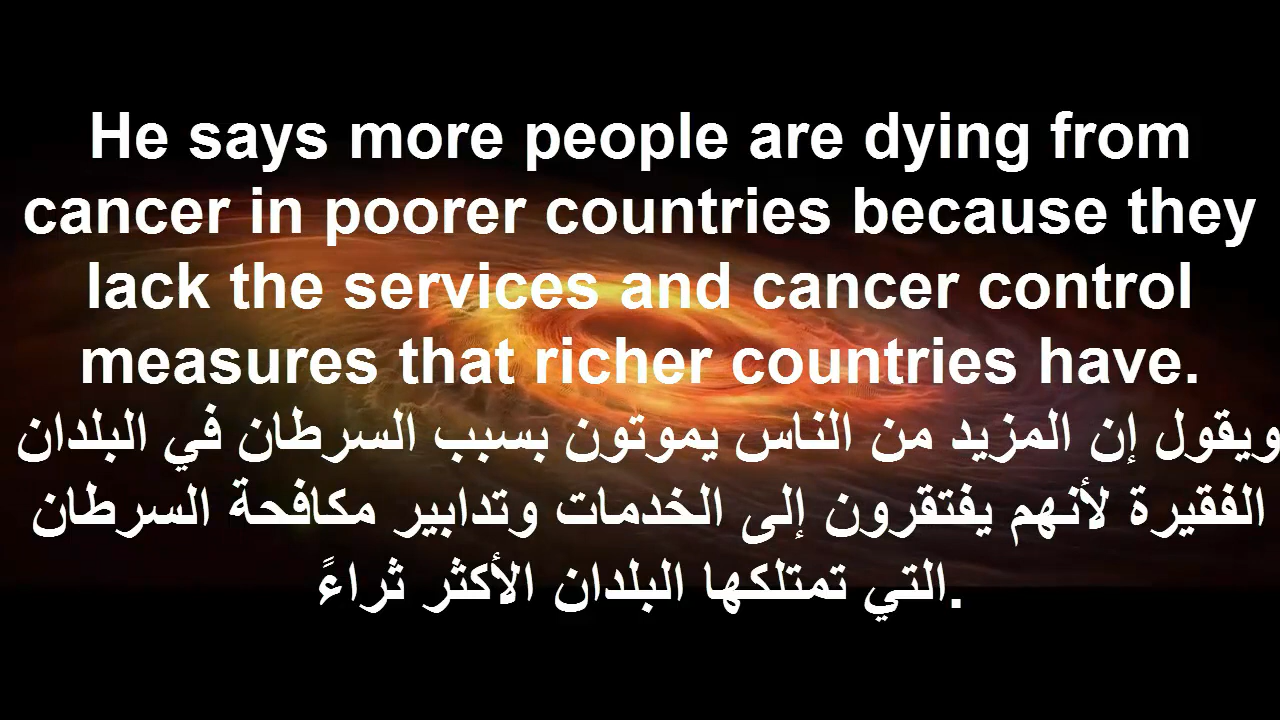 He says more people are dying from
cancer in poorer countries because they
lack the services and cancer control
measures that richer countries have.
ويقول إن المزيد من الناس يموتون بسبب السرطان في البلدان
الفقيرة لأنهم يفتقرون إلى الخدمات وتدابير مكافحة السرطان
التي تمتلكها البلدان الأكثر ثراءً.